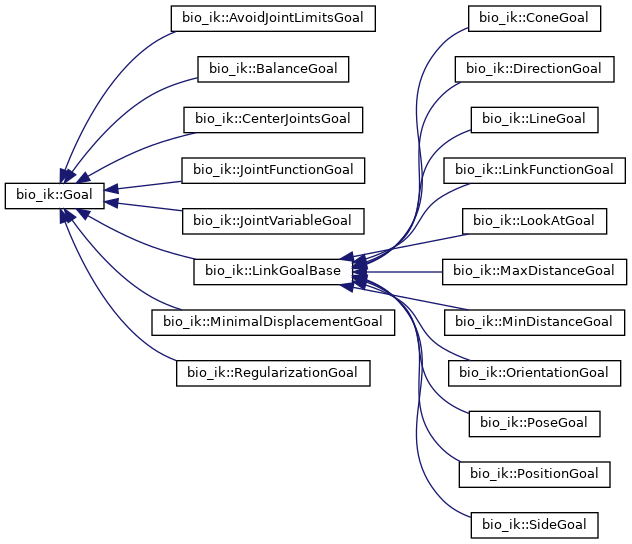 bio_ik::Goal
bio_ik::AvoidJointLimitsGoal
bio_ik::BalanceGoal
bio_ik::CenterJointsGoal
bio_ik::JointFunctionGoal
bio_ik::JointVariableGoal
bio_ik::LinkGoalBase
bio_ik::MinimalDisplacementGoal
bio_ik::RegularizationGoal
bio_ik::ConeGoal
bio_ik::DirectionGoal
bio_ik::LineGoal
bio_ik::LinkFunctionGoal
bio_ik::LookAtGoal
bio_ik::MaxDistanceGoal
bio_ik::MinDistanceGoal
bio_ik::OrientationGoal
bio_ik::PoseGoal
bio_ik::PositionGoal
bio_ik::SideGoal